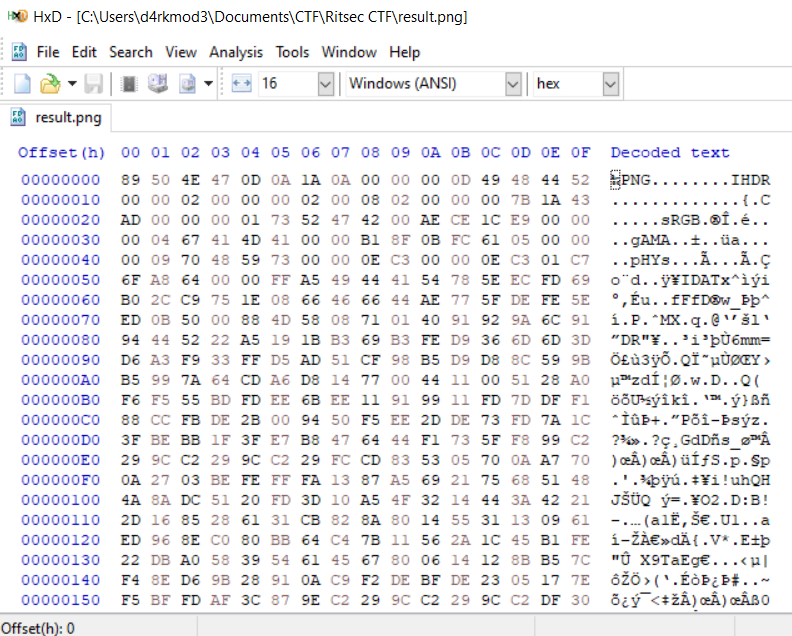 HxD - [C:\Users\d4rkmod3\Documents\CTF\Ritsec CTF\result.png]
File Edit Search View Analysis Tools Window Help
16 Windows (ANSI) hex
result.png
Offset(h) 00 01 02 03 04 05 06 07 08 09 0A 0B 0C 0D 0E 0F Decoded text
00000000 89 50 4E 47 0D 0A 1A 0A 00 00 00 0D 49 48 44 52 ‰PNG........IHDR
00000010 00 00 02 00 00 00 02 00 08 02 00 00 00 7B 1A 43 .............{.C
00000020 AD 00 00 00 01 73 52 47 42 00 AE CE 1C E9 00 00 .....sRGB.®Î.é..
00000030 00 04 67 41 4D 41 00 00 B1 8F 0B FC 61 05 00 00 ..gAMA..±..üa...
00000040 00 09 70 48 59 73 00 00 0E C3 00 00 0E C3 01 C7 ..pHYs...Ã...Ã.Ç
00000050 6F A8 64 00 00 FF A5 49 44 41 54 78 5E EC FD 69 o¨d..ÿ¥IDATx^ìýi
00000060 B0 2C C9 75 1E 08 66 46 66 44 AE 77 5F DE FE 5E °,Éu..fFfD®w_Þþ^
00000070 ED 0B 50 00 88 4D 58 08 71 01 40 91 92 9A 6C 91 í.P.ˆMX.q.@‘’šl‘
00000080 94 44 52 22 A5 19 1B B3 69 B3 FE D9 36 6D 6D 3D ”DR"¥..³i³þÙ6mm=
00000090 D6 A3 F9 33 FF D5 AD 51 CF 98 B5 D9 D8 8C 59 9B Ö£ù3ÿÕ.QÏ˜µÙØŒY›
000000A0 B5 99 7A 64 CD A6 D8 14 77 00 44 11 00 51 28 A0 µ™zdÍ¦Ø.w.D..Q(
000000B0 F6 F5 55 BD FD EE 6B EE 11 91 99 FD 7D DF F1 öõU½ýîkî.‘™.ý}ßñ
000000C0 88 CC FB DE 2B 00 94 50 F5 EE 2D DE 73 FD 7A 1C ˆÌûÞ+.”Põî-Þsýz.
000000D0 3F BE BB 1F 3F E7 B8 47 64 44 F1 73 5F F8 99 C2 ?¾».?ç¸GdDñs_ø™Â
000000E0 29 9C C2 29 9C C2 29 FC CD 83 53 05 70 0A A7 70 )œÂ)œÂ)üÍƒS.p.§p
000000F0 0A 27 03 BE FE FF FA 13 87 A5 69 21 75 68 51 48 .'.¾þÿú.‡¥i!uhQH
00000100 4A 8A DC 51 20 FD 3D 10 A5 4F 32 14 44 3A 42 21 JŠÜQ ý=.¥O2.D:B!
00000110 2D 16 85 28 61 31 CB 82 8A 80 14 55 31 13 09 61 -.…(a1Ë‚Š€.U1..a
00000120 ED 96 8E C0 80 BB 64 C4 7B 11 56 2A 1C 45 B1 FE í–ŽÀ€»dÄ{.V*.E±þ
00000130 22 DB A0 58 39 54 61 45 67 80 06 14 12 8B B5 7C "Û X9TaEg€...‹µ|
00000140 F4 8E D6 9B 28 91 0A C9 F2 DE BF DE 23 05 17 7E ôŽÖ›(‘.ÉòÞ¿Þ#..~
00000150 F5 BF FD AF 3C 87 9E C2 29 9C C2 29 9C C2 DF 30 õ¿ý¯<‡žÂ)œÂ)œÂß0
Offset(h): 0